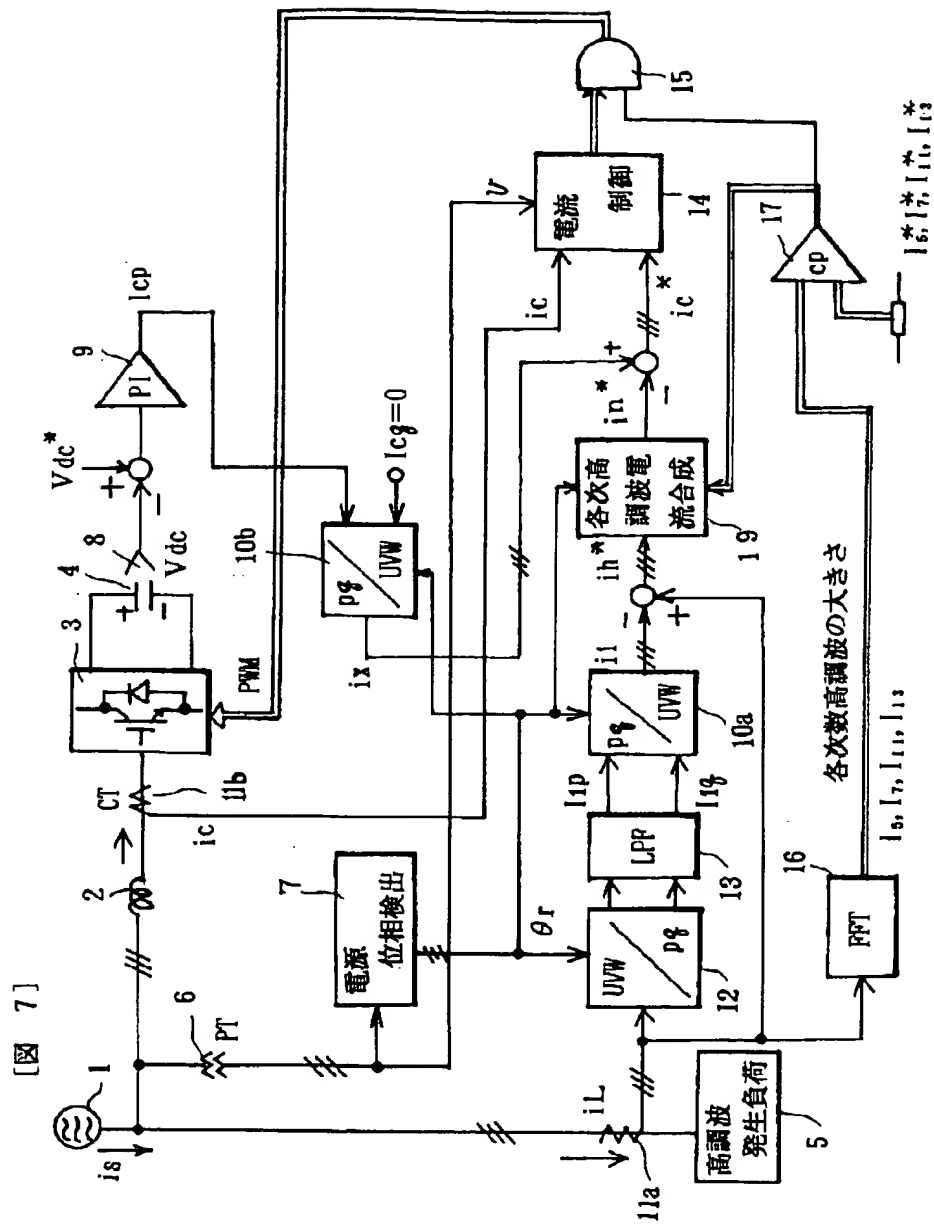 [図 7]
1
is
2
CT
11b
ic
3
PWM
4
8
Vdc
Vdc*
+
-
+
-
9
PI
Icp
6
PT
7
電源
位相検出
θr
10b
pq
UVW
Icq=0
ix
ic
v
電流
制御
14
15
iL
11a
高調波
発生負荷
5
UVW
pq
12
LPF
13
I1p
I1q
pq
UVW
10a
i1
-
+
ih*
各次高
調波電
流合成
19
in*
-
+
ic*
16
FFT
各次数高調波の大きさ
I5, I7, I11, I13
17
cp
I5*, I7*, I11*, I13*